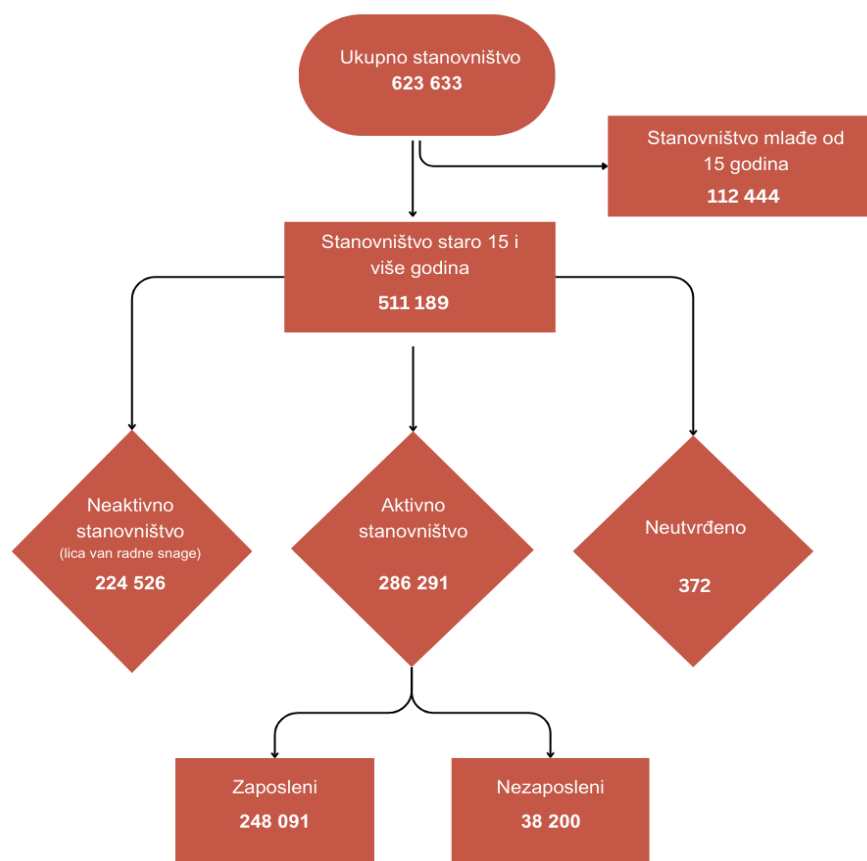 Ukupno stanovništvo
623 633
Stanovništvo mlađe od
15 godina
112 444
Stanovništvo staro 15 i
više godina
511 189
Neaktivno
stanovništvo
(lica van radne snage)
224 526
Aktivno
stanovništvo
286 291
Neutvrđeno
372
Zaposleni
248 091
Nezaposleni
38 200